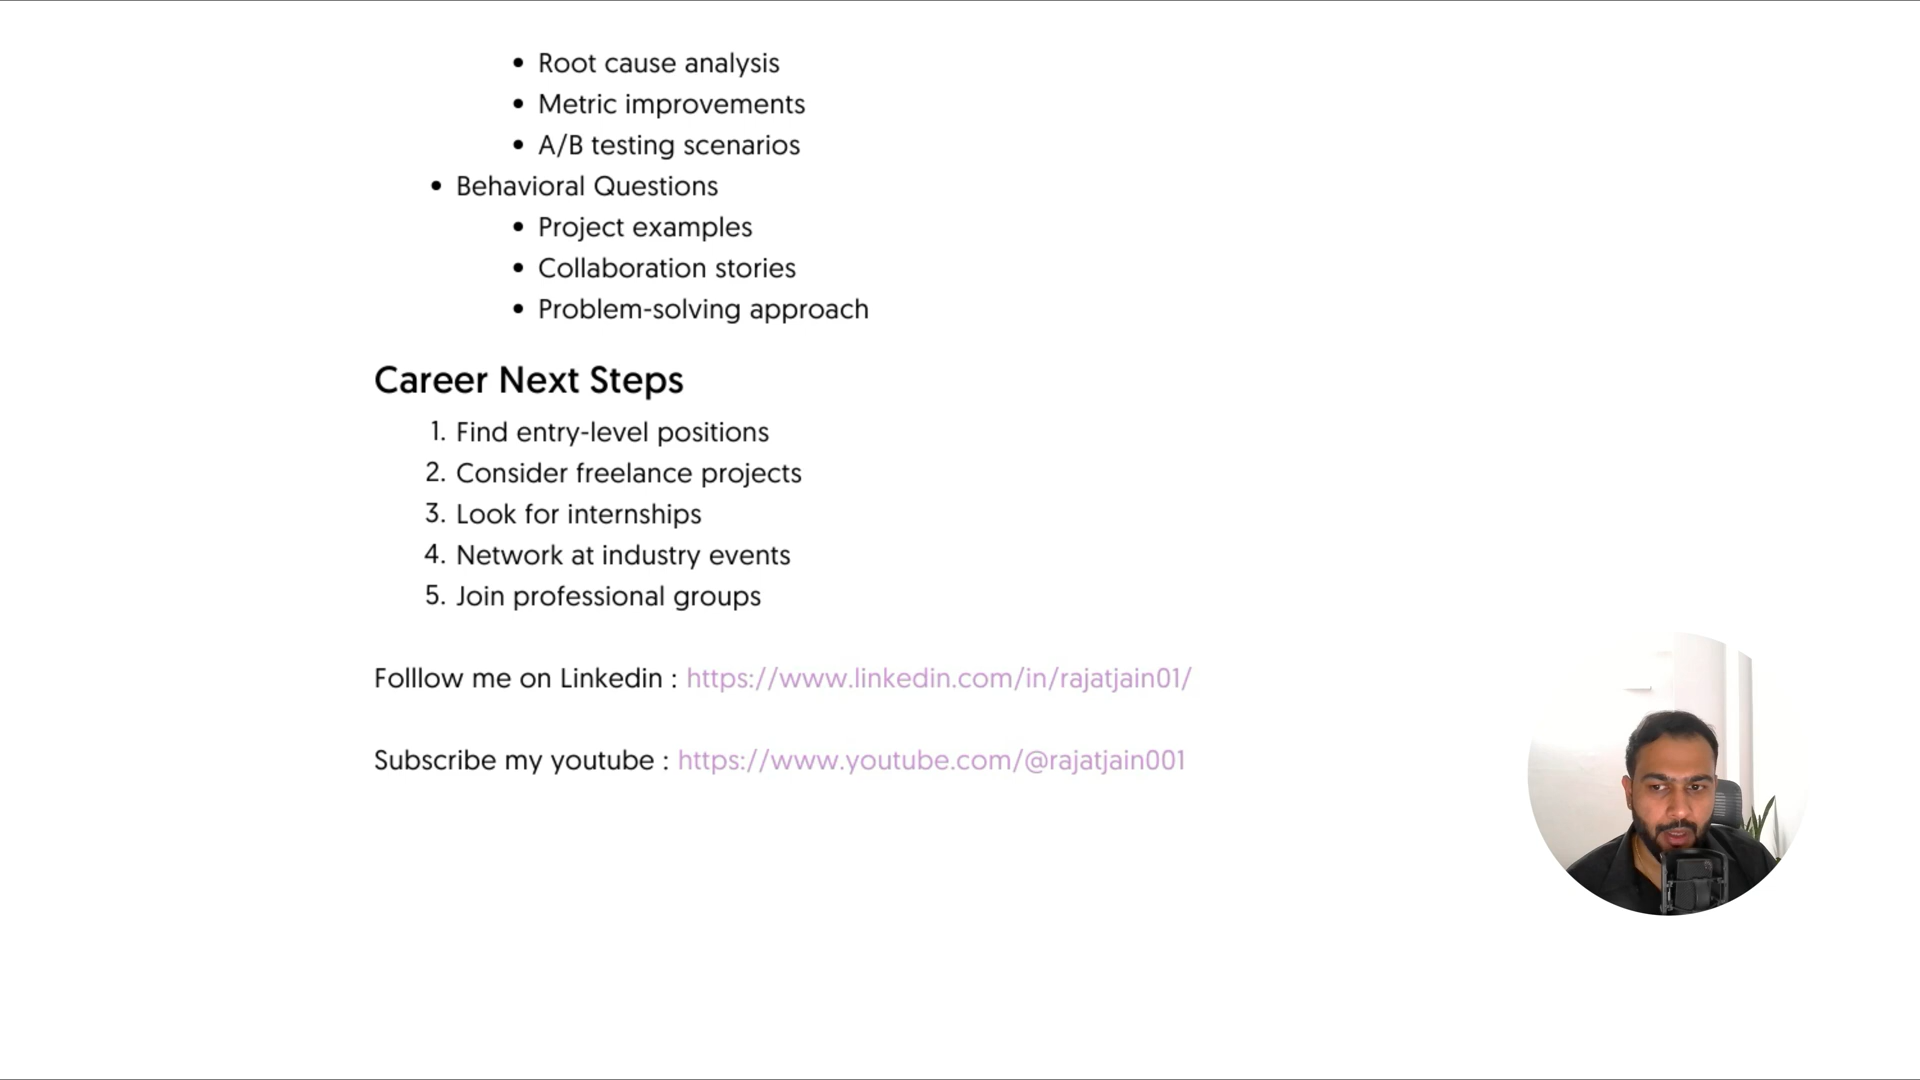 • Root cause analysis
• Metric improvements
• A/B testing scenarios
• Behavioral Questions
• Project examples
• Collaboration stories
• Problem-solving approach
Career Next Steps
1. Find entry-level positions
2. Consider freelance projects
3. Look for internships
4. Network at industry events
5. Join professional groups
Folllow me on Linkedin : https://www.linkedin.com/in/rajatjain01/
Subscribe my youtube : https://www.youtube.com/@rajatjain001